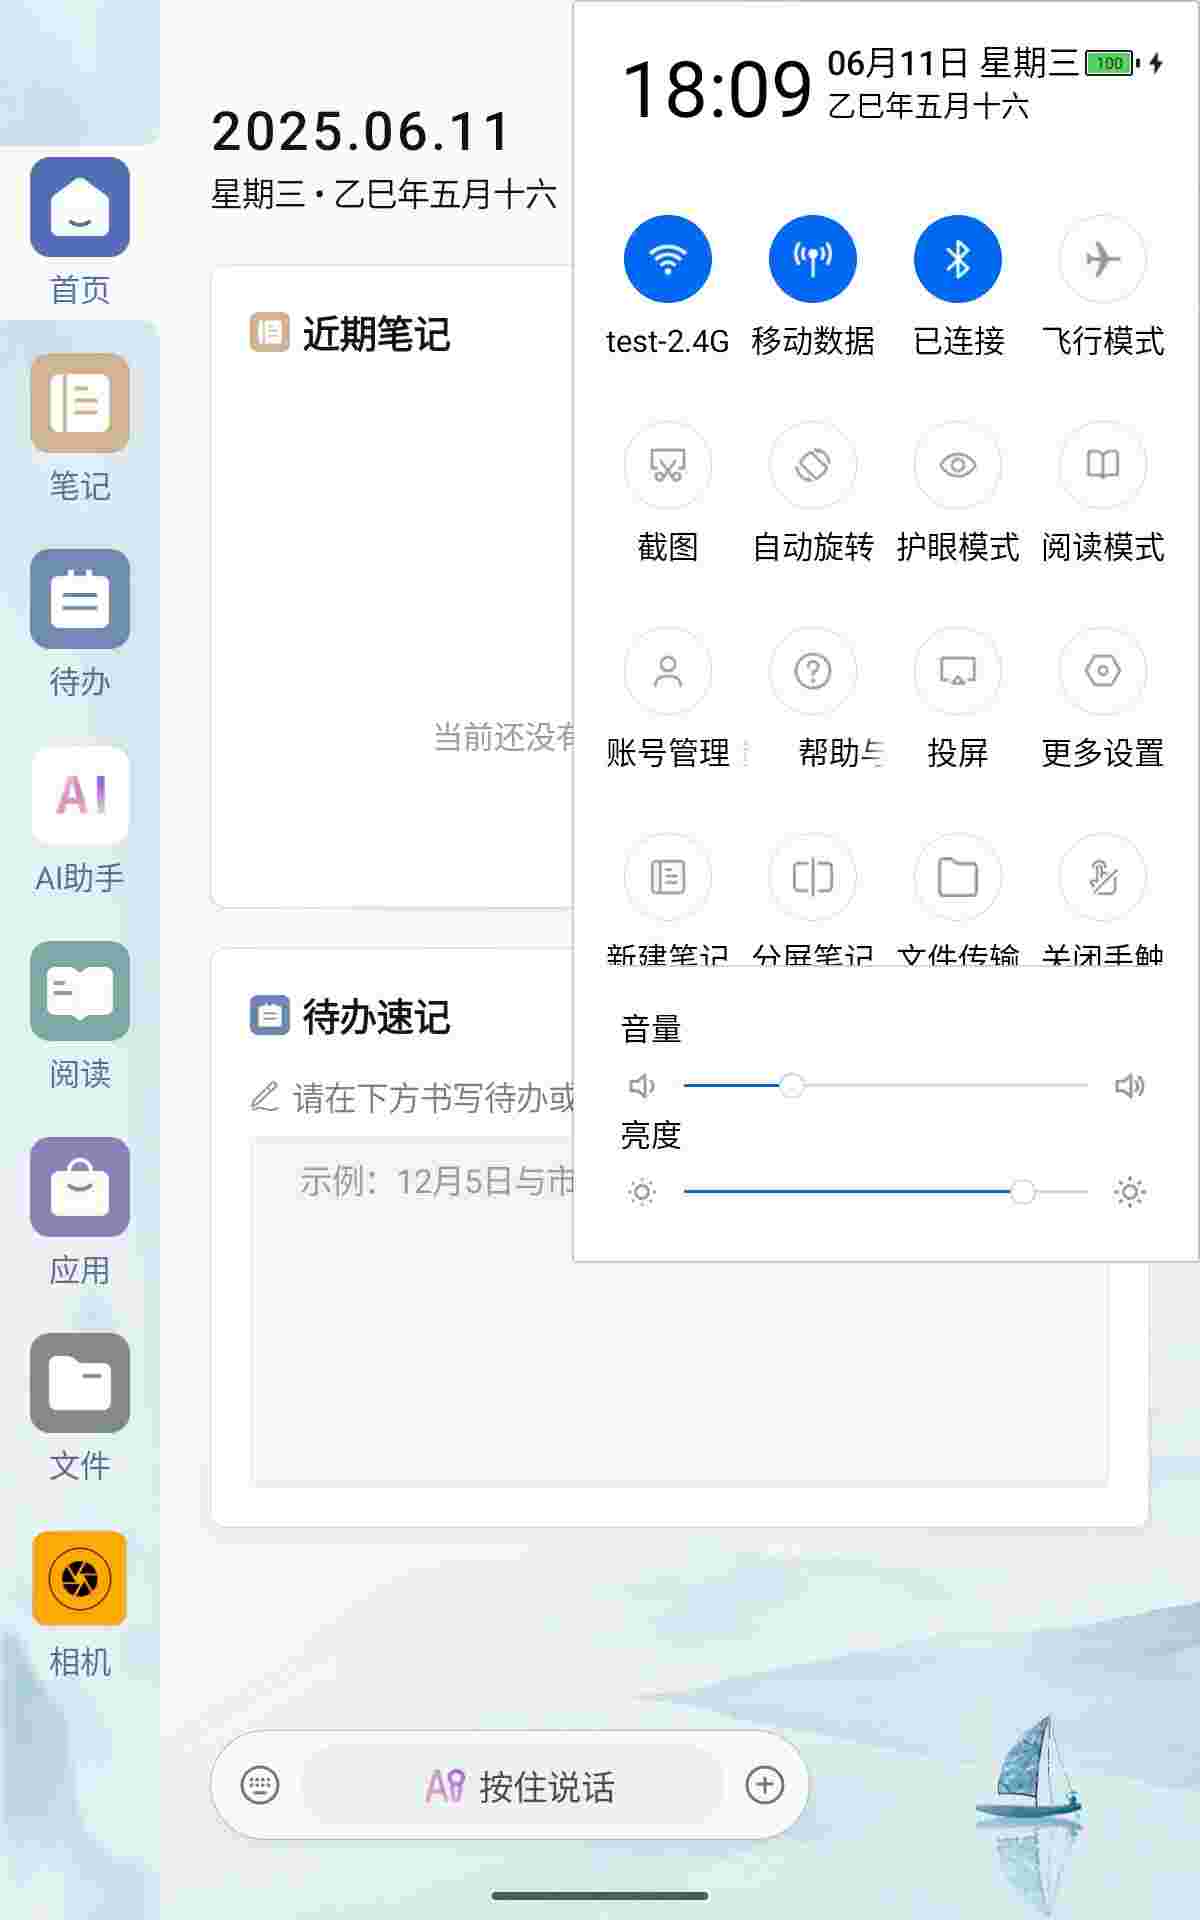 18:09
06月11日 星期三
100
乙巳年五月十六
2025.06.11
星期三·乙巳年五月十六
首页
笔记
待办
AI
AI助手
阅读
应用
文件
相机
近期笔记
当前还没有
待办速记
请在下方书写待办或
示例：12月5日与市
test-2.4G
移动数据
已连接
飞行模式
截图
自动旋转
护眼模式
阅读模式
账号管理
帮助与
投屏
更多设置
新建笔记
分屏笔记
文件传输
关闭手触
音量
亮度
AI 按住说话